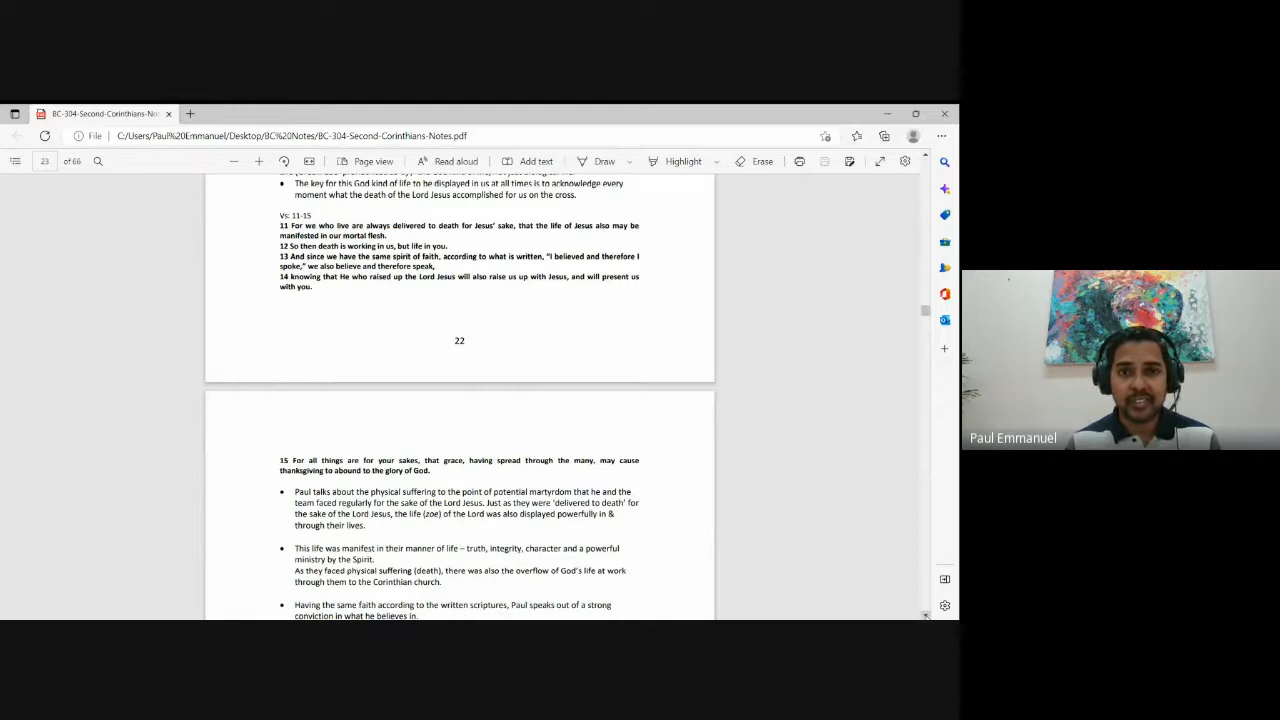 BC-304-Second-Corinthians-No
File
C:/Users/Paul%20Emmanuel/Desktop/BC%20Notes/BC-304-Second-Corinthians-Notes.pdf
23 of 66
Page view
Read aloud
Add text
Draw
Highlight
Erase
• The key for this God kind of life to be displayed in us at all times is to acknowledge every
moment what the death of the Lord Jesus accomplished for us on the cross.
Vs: 11-15
11 For we who live are always delivered to death for Jesus' sake, that the life of Jesus also may be
manifested in our mortal flesh.
12 So then death is working in us, but life in you.
13 And since we have the same spirit of faith, according to what is written, "I believed and therefore I
spoke," we also believe and therefore speak,
14 knowing that He who raised up the Lord Jesus will also raise us up with Jesus, and will present us
with you.
22
15 For all things are for your sakes, that grace, having spread through the many, may cause
thanksgiving to abound to the glory of God.
• Paul talks about the physical suffering to the point of potential martyrdom that he and the
team faced regularly for the sake of the Lord Jesus. Just as they were 'delivered to death' for
the sake of the Lord Jesus, the life (zoe) of the Lord was also displayed powerfully in &
through their lives.
• This life was manifest in their manner of life – truth, integrity, character and a powerful
ministry by the Spirit.
As they faced physical suffering (death), there was also the overflow of God's life at work
through them to the Corinthian church.
• Having the same faith according to the written scriptures, Paul speaks out of a strong
conviction in what he believes in.
Paul Emmanuel